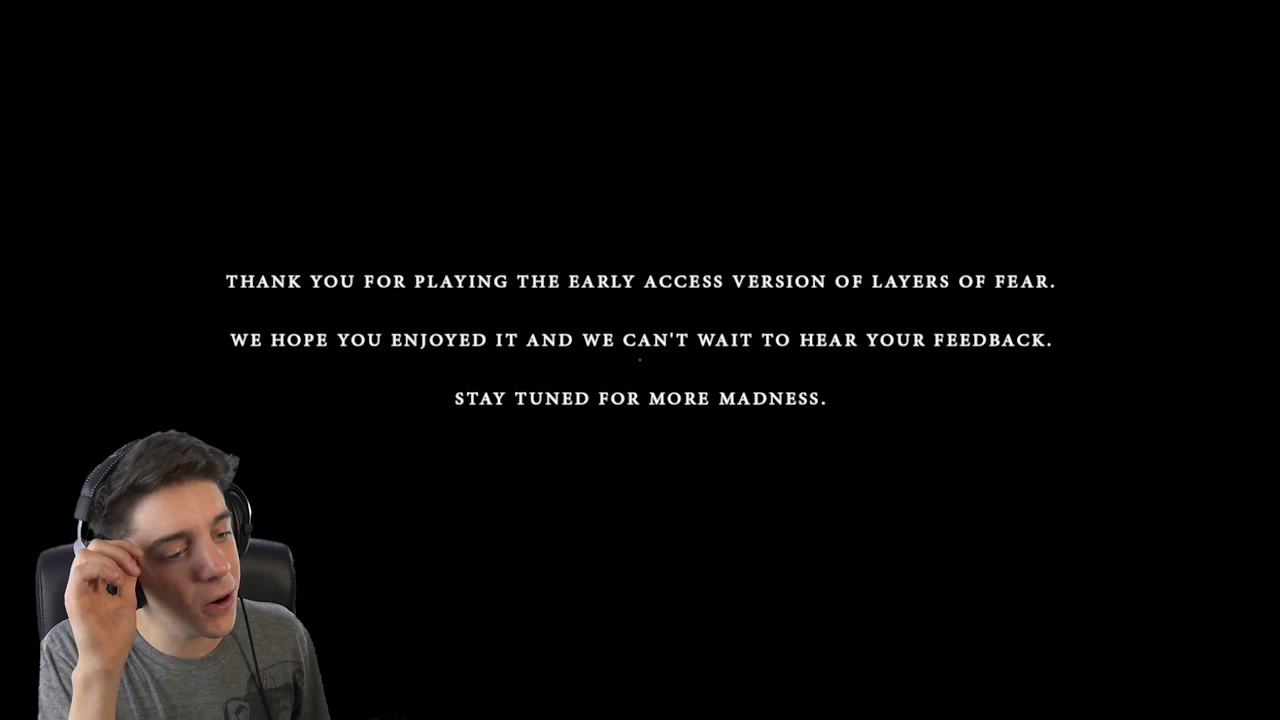 THANK YOU FOR PLAYING THE EARLY ACCESS VERSION OF LAYERS OF FEAR.
WE HOPE YOU ENJOYED IT AND WE CAN'T WAIT TO HEAR YOUR FEEDBACK.
STAY TUNED FOR MORE MADNESS.